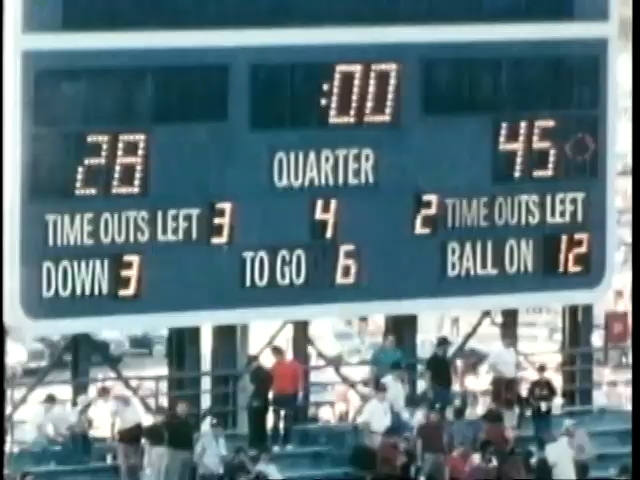 :00
28 QUARTER 45
TIME OUTS LEFT 3 4 2 TIME OUTS LEFT
DOWN 3 TO GO 6 BALL ON 12